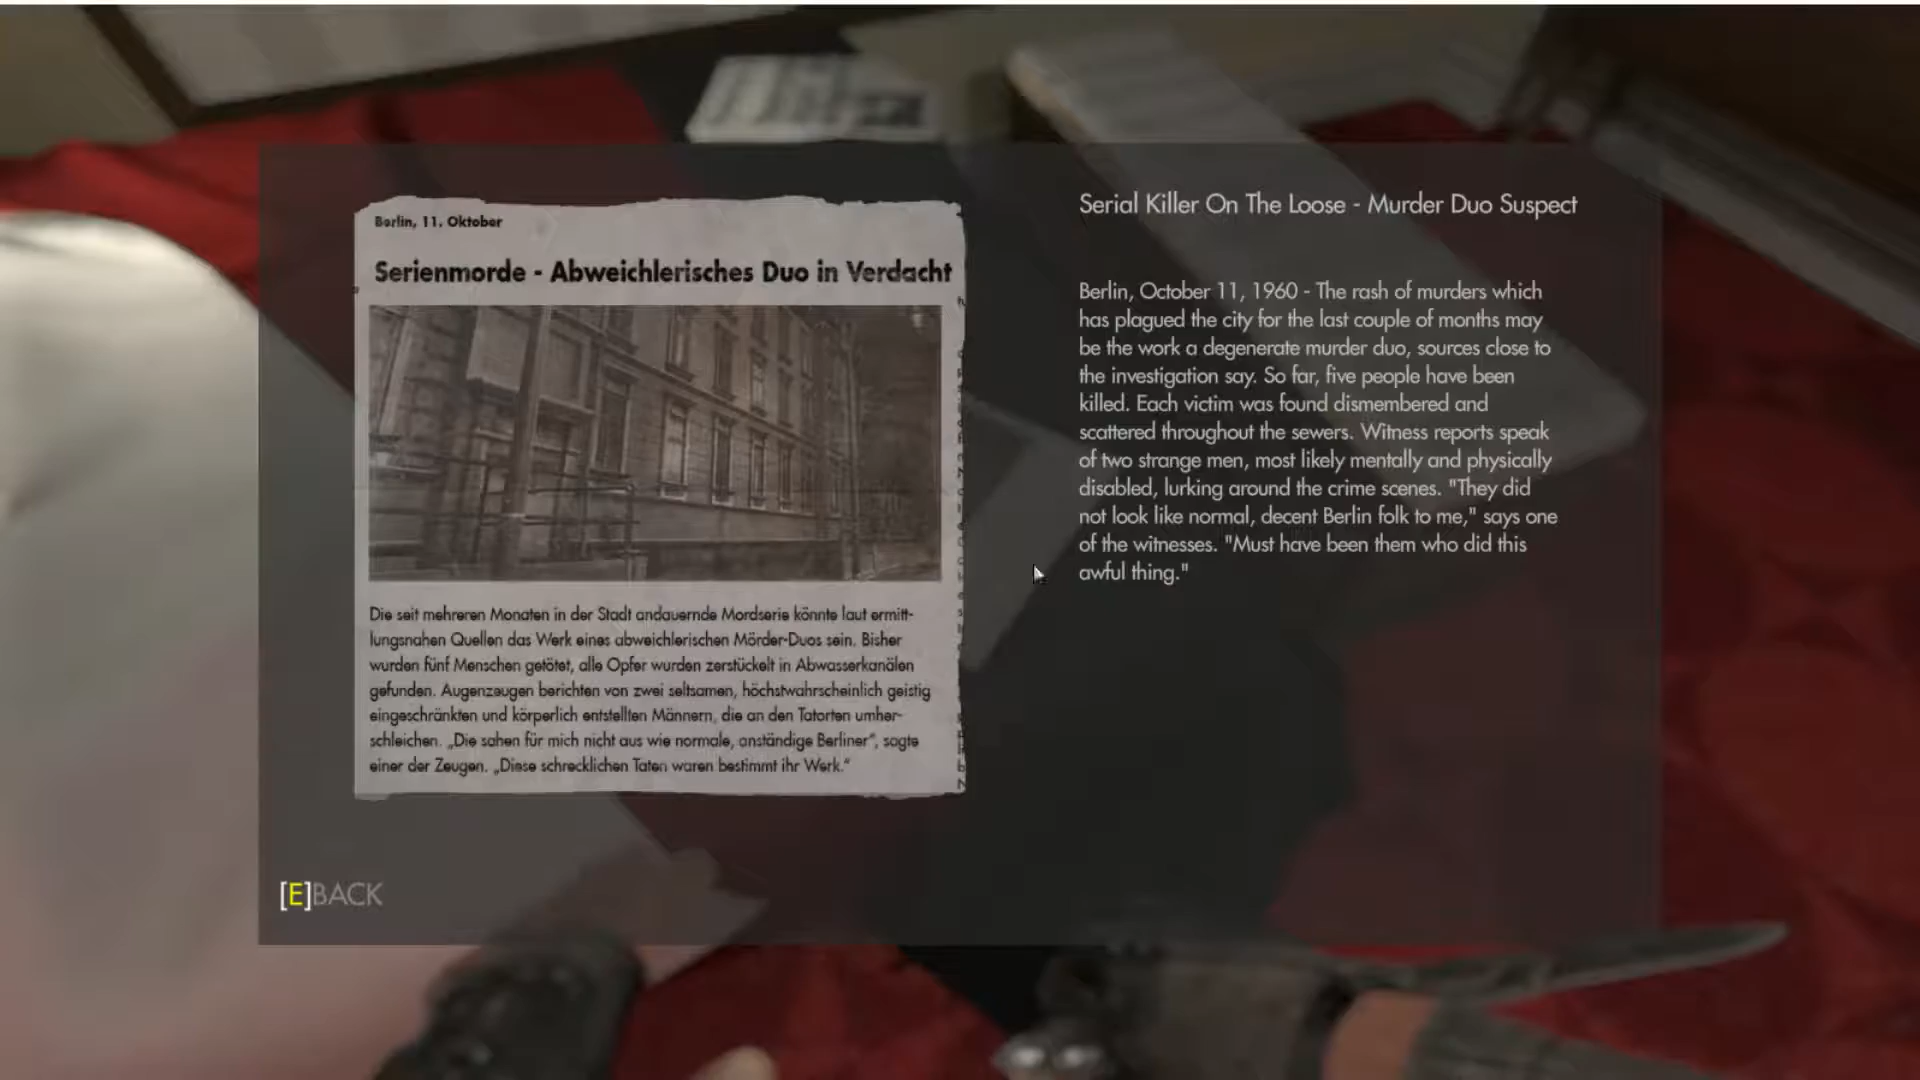 Berlin, 11. Oktober
Serienmorde - Abweichlerisches Duo in Verdacht
Die seit mehreren Monaten in der Stadt andauernde Mordserie könnte laut ermitt-
lungsnahen Quellen das Werk eines abweichlerischen Mörder-Duos sein. Bisher
wurden fünf Menschen getötet, alle Opfer wurden zerstückelt in Abwasserkanälen
gefunden. Augenzeugen berichten von zwei seltsamen, höchstwahrscheinlich geistig
eingeschränkten und körperlich entstellten Männern, die an den Tatorten umher-
schleichen. „Die sahen für mich nicht aus wie normale, anständige Berliner“, sagte
einer der Zeugen. „Diese schrecklichen Taten waren bestimmt ihr Werk.“
Serial Killer On The Loose - Murder Duo Suspect
Berlin, October 11, 1960 - The rash of murders which
has plagued the city for the last couple of months may
be the work a degenerate murder duo, sources close to
the investigation say. So far, five people have been
killed. Each victim was found dismembered and
scattered throughout the sewers. Witness reports speak
of two strange men, most likely mentally and physically
disabled, lurking around the crime scenes. "They did
not look like normal, decent Berlin folk to me," says one
of the witnesses. "Must have been them who did this
awful thing."
[E]BACK